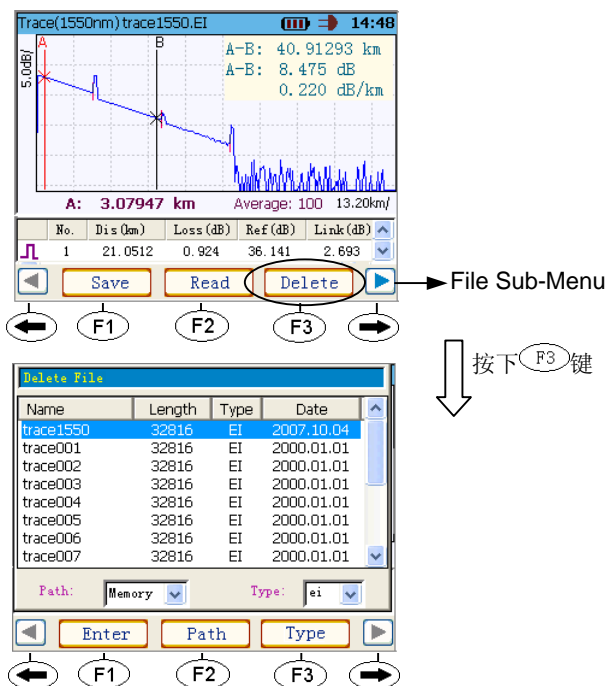 Trace(1550nm) trace1550.EI 14:48
A B
5.0dB/
A-B: 40.91293 km
A-B: 8.475 dB
0.220 dB/km
A: 3.07947 km Average: 100 13.20km/
No. Dis(km) Loss(dB) Ref(dB) Link(dB)
1 21.0512 0.924 36.141 2.693
Save Read Delete
File Sub-Menu
F1 F2 F3
按下F3键
Delete File
Name Length Type Date
trace1550 32816 EI 2007.10.04
trace001 32816 EI 2000.01.01
trace002 32816 EI 2000.01.01
trace003 32816 EI 2000.01.01
trace004 32816 EI 2000.01.01
trace005 32816 EI 2000.01.01
trace006 32816 EI 2000.01.01
trace007 32816 EI 2000.01.01
Path: Memory Type: ei
Enter Path Type
F1 F2 F3